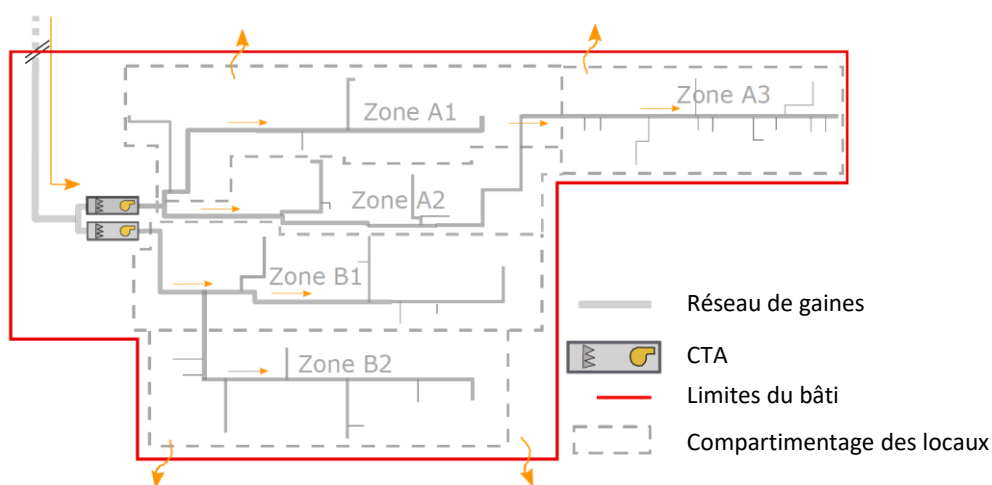 Zone A1
Zone A3
Zone A2
Zone B1
Zone B2
Réseau de gaines
CTA
Limites du bâti
Compartimentage des locaux